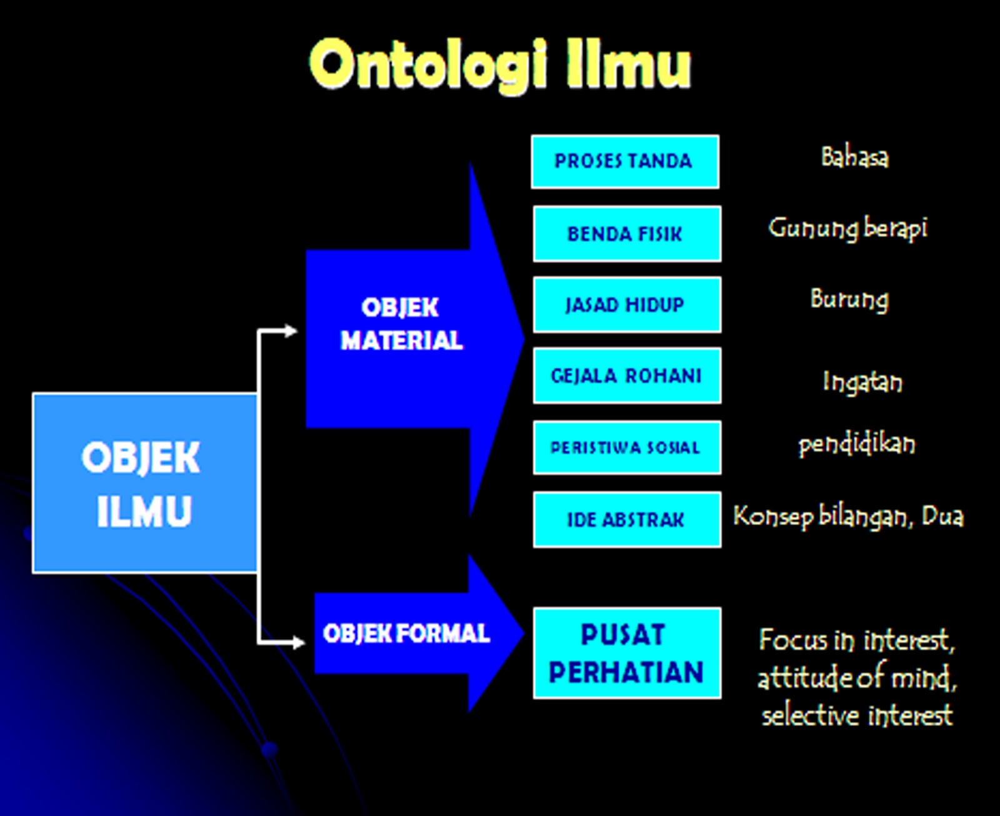 Ontologi Ilmu
PROSES TANDA
Bahasa
BENDA FISIK
Gunung berapi
JASAD HIDUP
Burung
OBJEK
MATERIAL
GEJALA ROHANI
Ingatan
PERISTIWA SOSIAL
pendidikan
IDE ABSTRAK
Konsep bilangan, Dua
OBJEK
ILMU
OBJEK FORMAL
PUSAT
PERHATIAN
Focus in interest,
attitude of mind,
selective interest